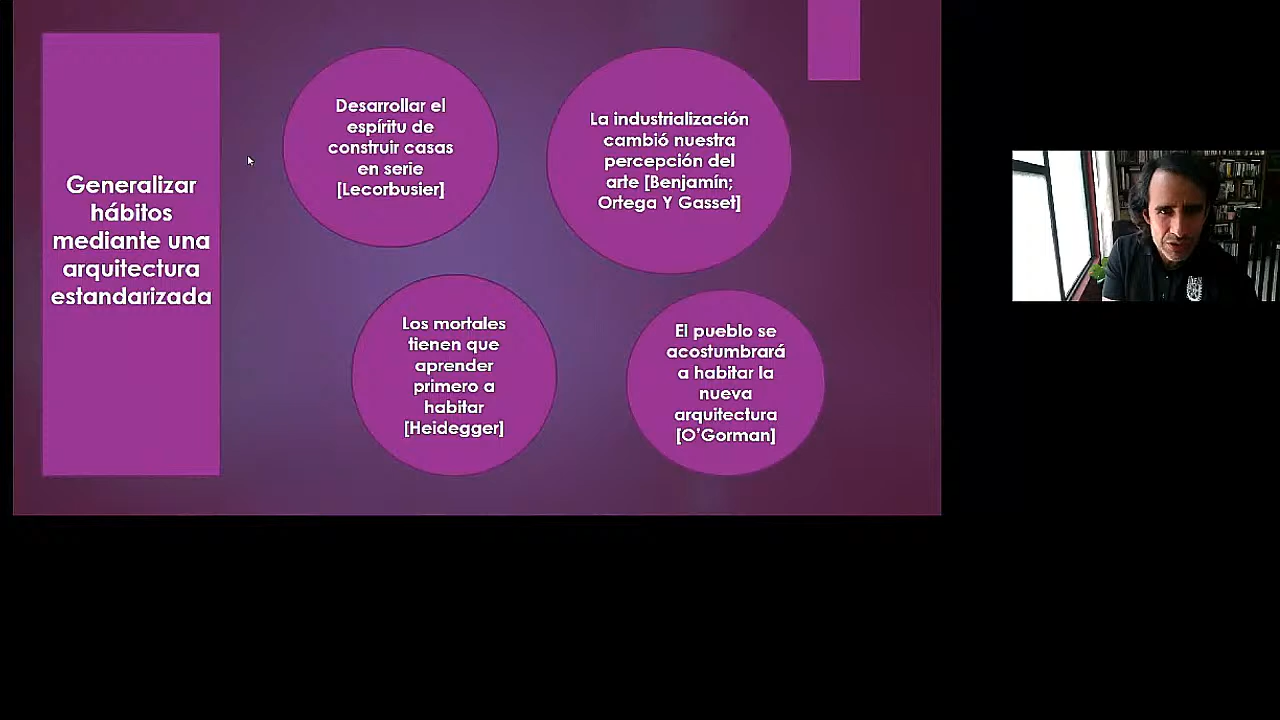 Generalizar
hábitos
mediante una
arquitectura
estandarizada
Desarrollar el
espíritu de
construir casas
en serie
[Lecorbusier]
La industrialización
cambió nuestra
percepción del
arte [Benjamín;
Ortega Y Gasset]
Los mortales
tienen que
aprender
primero a
habitar
[Heidegger]
El pueblo se
acostumbrará
a habitar la
nueva
arquitectura
[O'Gorman]